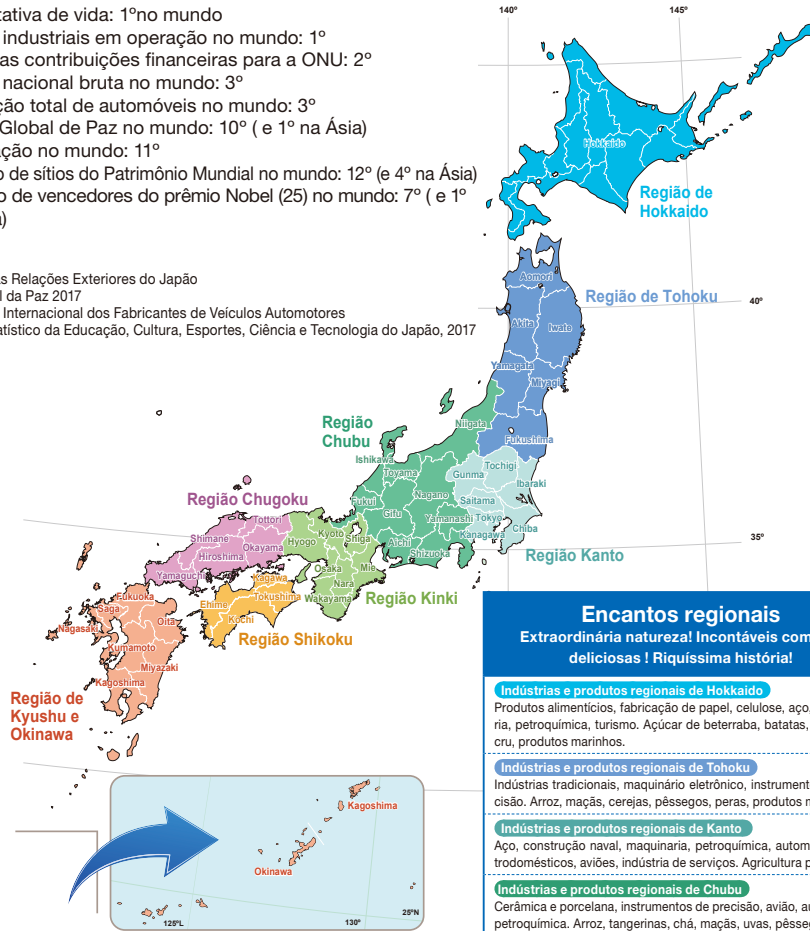 tativa de vida: 1ºno mundo
industriais em operação no mundo: 1º
as contribuições financeiras para a ONU: 2º
nacional bruta no mundo: 3º
ção total de automóveis no mundo: 3º
Global de Paz no mundo: 10º ( e 1º na Ásia)
ação no mundo: 11º
o de sítios do Patrimônio Mundial no mundo: 12º (e 4º na Ásia)
o de vencedores do prêmio Nobel (25) no mundo: 7º ( e 1º
a)
as Relações Exteriores do Japão
l da Paz 2017
Internacional dos Fabricantes de Veículos Automotores
atístico da Educação, Cultura, Esportes, Ciência e Tecnologia do Japão, 2017
140º
145º
Hokkaido
Região de
Hokkaido
Aomori
Região de Tohoku
40º
Akita
Iwate
Yamagata
Miyagi
Fukushima
Niigata
Região
Chubu
Ishikawa
Toyama
Gunma
Tochigi
Ibaraki
Nagano
Saitama
Fukui
Gifu
Yamanashi
Tokyo
Chiba
Kanagawa
Aichi
Shizuoka
35º
Região Kanto
Região Chugoku
Tottori
Shimane
Okayama
Hiroshima
Yamaguchi
Kyoto
Shiga
Hyogo
Osaka
Mie
Nara
Wakayama
Região Kinki
Kagawa
Tokushima
Ehime
Kochi
Região Shikoku
Fukuoka
Saga
Oita
Nagasaki
Kumamoto
Miyazaki
Kagoshima
Região de
Kyushu e
Okinawa
Kagoshima
Okinawa
125ºL
130º
25ºN
Encantos regionais
Extraordinária natureza! Incontáveis com
deliciosas ! Riquíssima história!
Indústrias e produtos regionais de Hokkaido
Produtos alimentícios, fabricação de papel, celulose, aço,
ria, petroquímica, turismo. Açúcar de beterraba, batatas,
cru, produtos marinhos.
Indústrias e produtos regionais de Tohoku
Indústrias tradicionais, maquinário eletrônico, instrument
cisão. Arroz, maçãs, cerejas, pêssegos, peras, produtos m
Indústrias e produtos regionais de Kanto
Aço, construção naval, maquinaria, petroquímica, autom
trodomésticos, aviões, indústria de serviços. Agricultura p
Indústrias e produtos regionais de Chubu
Cerâmica e porcelana, instrumentos de precisão, avião, au
petroquímica. Arroz, tangerinas, chá, maçãs, uvas, pêsseg